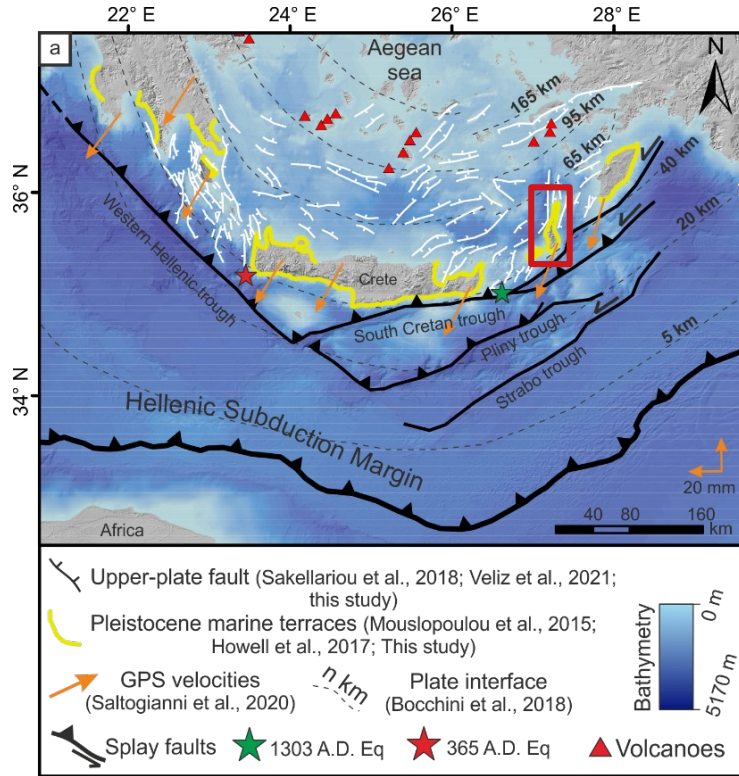 22° E
24° E
26° E
28° E
a
Aegean
sea
N
165 km
95 km
65 km
40 km
20 km
5 km
36° N
34° N
Western-Hellenic trough
Crete
South Cretan trough
Pliny trough
Strabo trough
Hellenic Subduction Margin
Africa
20 mm
40 80 160
km
Upper-plate fault (Sakellariou et al., 2018; Veliz et al., 2021;
this study)
Pleistocene marine terraces (Mouslopoulou et al., 2015;
Howell et al., 2017; This study)
GPS velocities
(Saltogianni et al., 2020)
n km
Plate interface
(Bocchini et al., 2018)
Splay faults
1303 A.D. Eq
365 A.D. Eq
Volcanoes
Bathymetry
0 m
5170 m